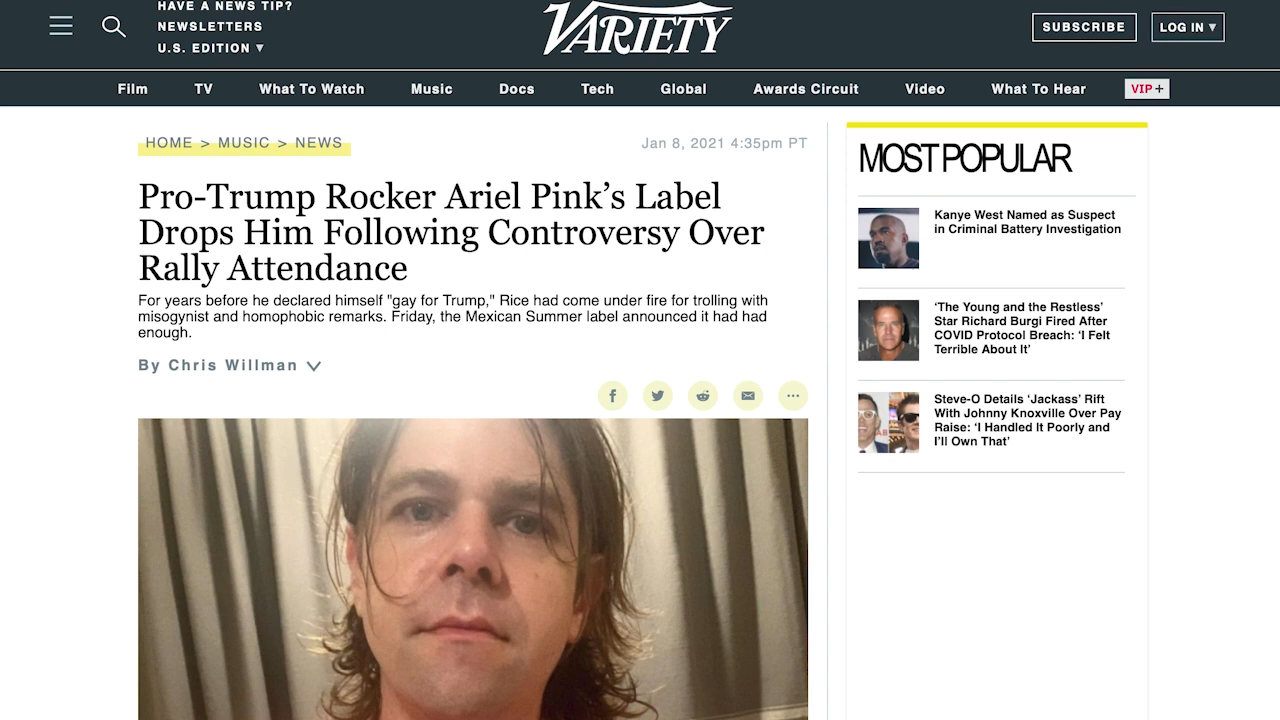 HAVE A NEWS TIP?
NEWSLETTERS
U.S. EDITION ▼
VARIETY
SUBSCRIBE
LOG IN ▼
Film TV What To Watch Music Docs Tech Global Awards Circuit Video What To Hear VIP+
HOME > MUSIC > NEWS
Jan 8, 2021 4:35pm PT
Pro-Trump Rocker Ariel Pink’s Label
Drops Him Following Controversy Over
Rally Attendance
For years before he declared himself "gay for Trump," Rice had come under fire for trolling with
misogynist and homophobic remarks. Friday, the Mexican Summer label announced it had had
enough.
By Chris Willman
MOST POPULAR
Kanye West Named as Suspect
in Criminal Battery Investigation
‘The Young and the Restless’
Star Richard Burgi Fired After
COVID Protocol Breach: ‘I Felt
Terrible About It’
Steve-O Details ‘Jackass’ Rift
With Johnny Knoxville Over Pay
Raise: ‘I Handled It Poorly and
I’ll Own That’